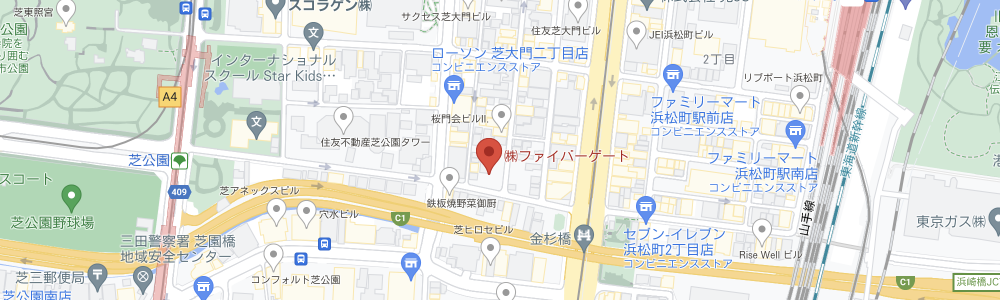 芝東照宮
スコラゲン㈱
サクセス芝大門ビル
住友芝大門ビル
JEI浜松町ビル
公園
を囲む
市公園
インターナショナル
スクール Star Kids…
ローソン 芝大門二丁目店
コンビニエンスストア
2丁目
リブポート浜松町
A4
桜門会ビルII.
ファミリーマート
浜松町駅前店
コンビニエンスストア
住友不動産芝公園タワー
東海道新幹線
芝公園
㈱ファイバーゲート
ファミリーマート
浜松町駅南店
コンビニエンスストア
スコート
409
芝アネックスビル
芝公園野球場
鉄板焼野菜御厨
穴水ビル
C1
山手線
東京ガス㈱
三田警察署 芝園橋
地域安全センター
芝ヒロセビル
金杉橋
セブン-イレブン
浜松町2丁目店
コンビニエンスストア
Rise Well ビル
芝三郵便局
コンフォルト芝公園
C1
浜崎橋JC
芝公園南店